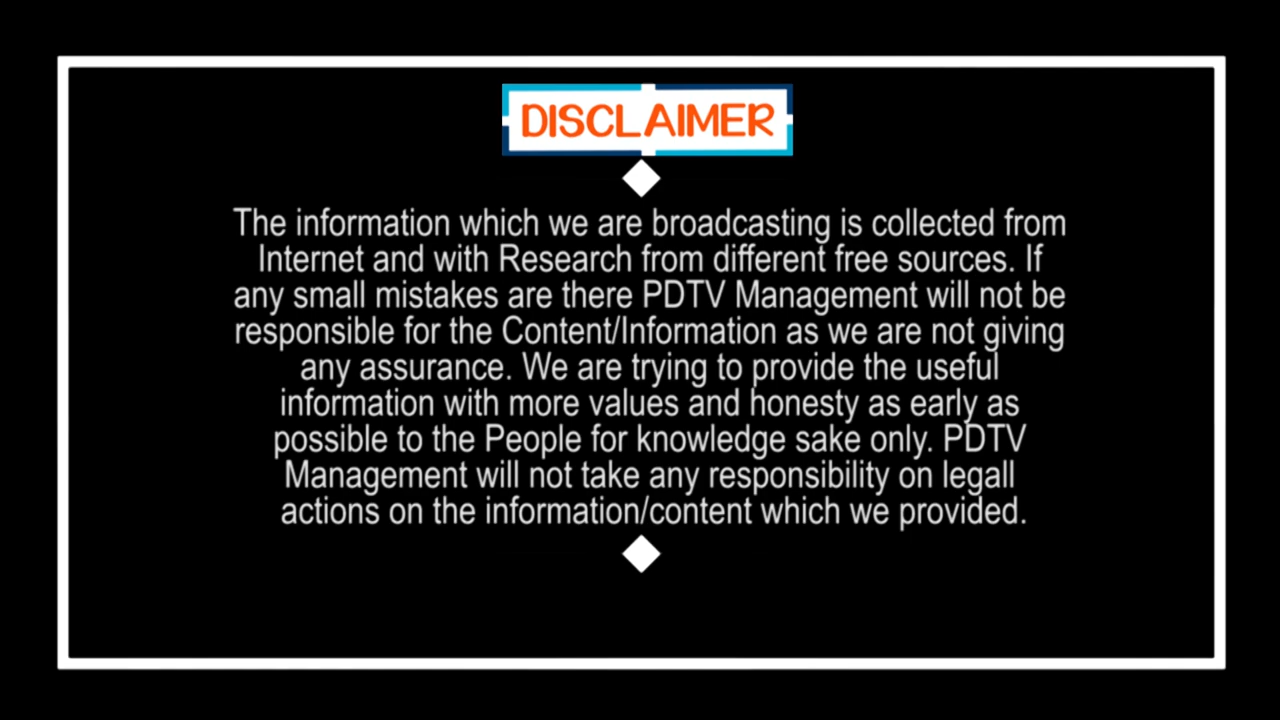 DISCLAIMER
The information which we are broadcasting is collected from
Internet and with Research from different free sources. If
any small mistakes are there PDTV Management will not be
responsible for the Content/Information as we are not giving
any assurance. We are trying to provide the useful
information with more values and honesty as early as
possible to the People for knowledge sake only. PDTV
Management will not take any responsibility on legall
actions on the information/content which we provided.